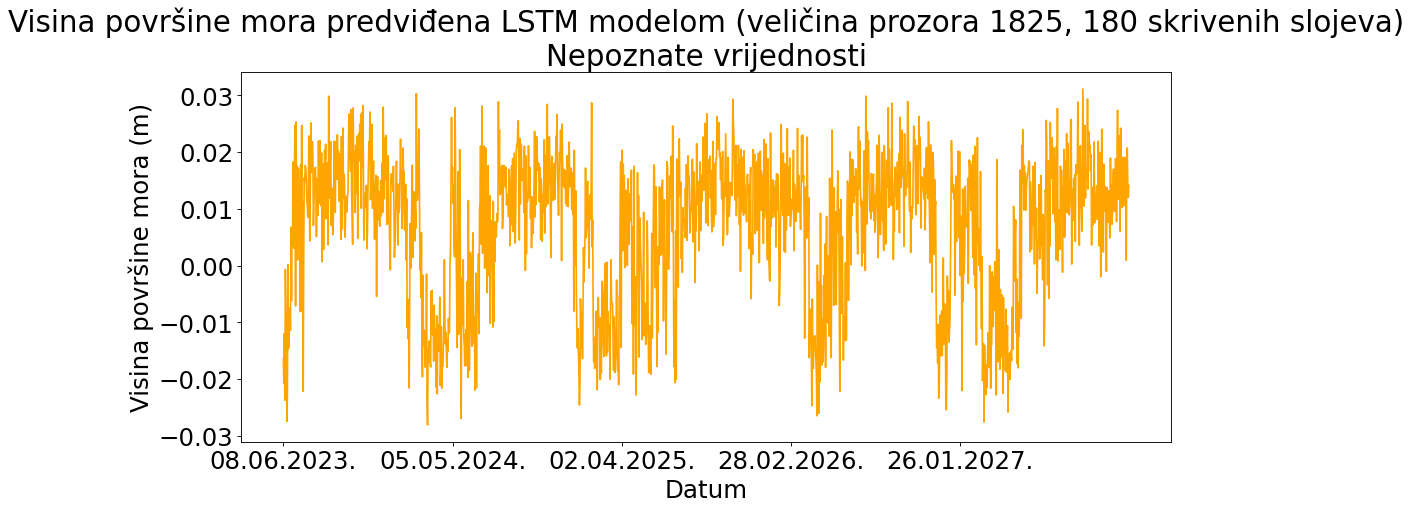 Visina površine mora predviđena LSTM modelom (veličina prozora 1825, 180 skrivenih slojeva)
Nepoznate vrijednosti
Visina površine mora (m)
0.03
0.02
0.01
0.00
−0.01
−0.02
−0.03
08.06.2023. 05.05.2024. 02.04.2025. 28.02.2026. 26.01.2027.
Datum